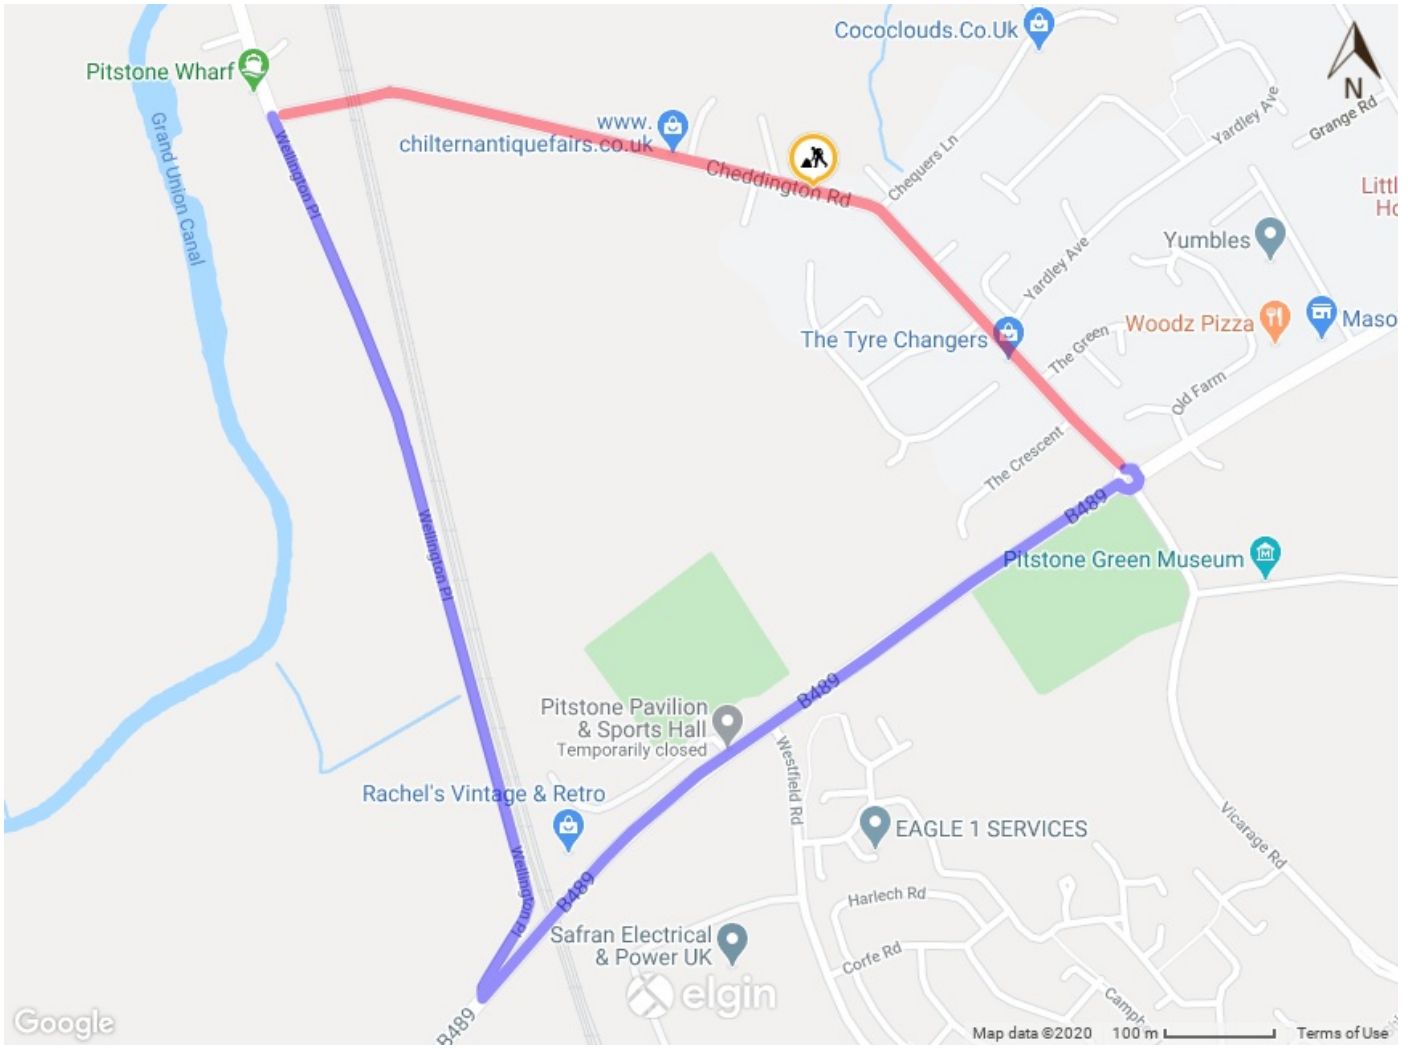 Cococlouds.Co.Uk
N
Pitstone Wharf
Grand Union Canal
Wellington Pl
www.
chilternantiquefairs.co.uk
Cheddington Rd
Chequers Ln
Yardley Ave
Grange Rd
Littl
Ho
Yumbles
Yardley Ave
Woodz Pizza
Maso
The Tyre Changers
The Green
Old Farm
The Crescent
B489
Wellington Pl
Pitstone Green Museum
B489
Pitstone Pavilion
& Sports Hall
Temporarily closed
Westfield Rd
Rachel's Vintage & Retro
EAGLE 1 SERVICES
Vicarage Rd
Wellington Pl
B489
Harlech Rd
Safran Electrical
& Power UK
Corfe Rd
elgin
Campb
B489
Google
Map data ©2020
100 m
Terms of Use